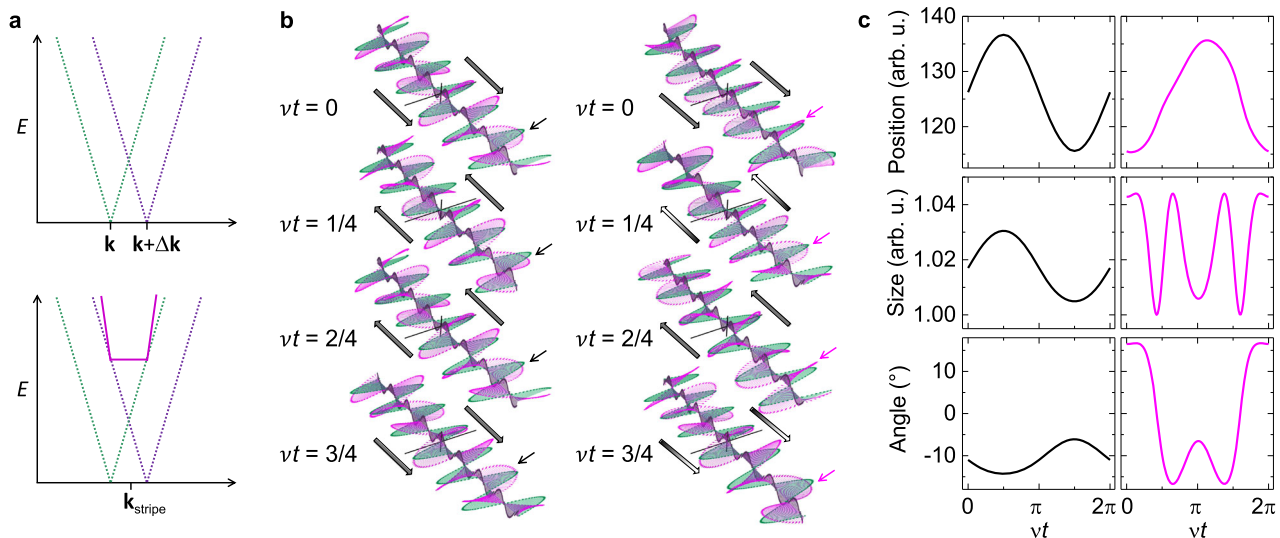 a
E
k
k+Δk
E
k stripe
b
νt = 0
νt = 1/4
νt = 2/4
νt = 3/4
νt = 0
νt = 1/4
νt = 2/4
νt = 3/4
c
Position (arb. u.)
140
130
120
Size (arb. u.)
1.04
1.02
1.00
Angle (°)
10
0
-10
0
π
2π
νt
0
π
2π
νt